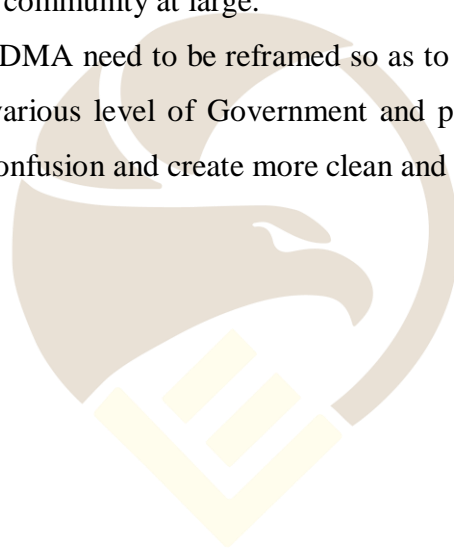 community at large.
DMA need to be reframed so as to
various level of Government and p
onfusion and create more clean and